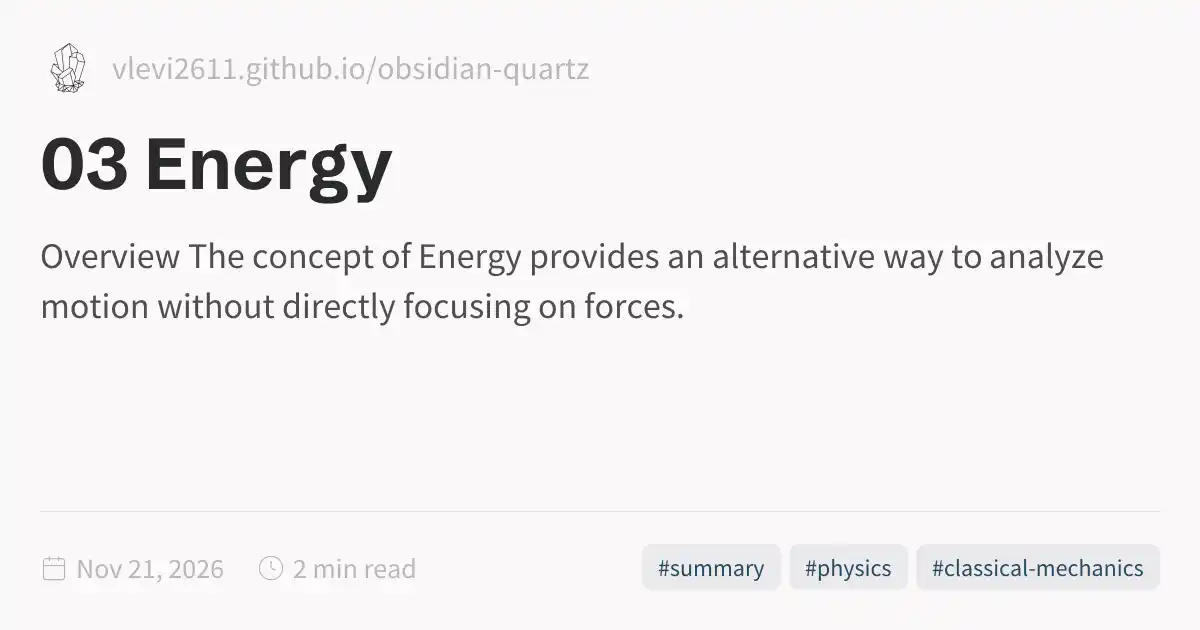 vlevi2611.github.io/obsidian-quartz
03 Energy
Overview The concept of Energy provides an alternative way to analyze
motion without directly focusing on forces.
Nov 21, 2026 2 min read #summary #physics #classical-mechanics